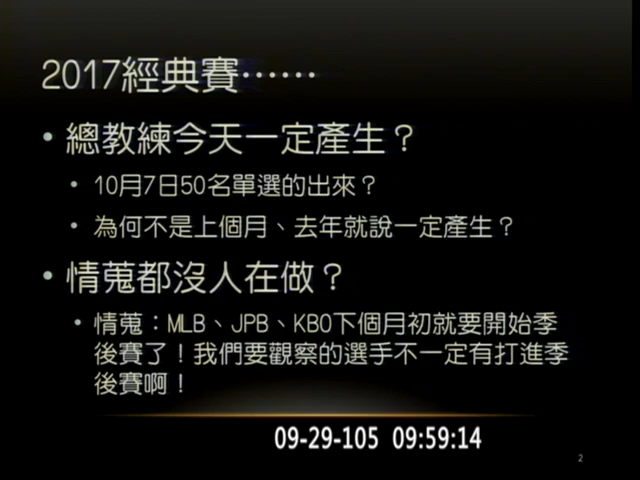 2017經典賽……
• 總教練今天一定產生？
• 10月7日50名單選的出來？
• 為何不是上個月、去年就說一定產生？
• 情蒐都沒人在做？
• 情蒐：MLB、JPB、KBO下個月初就要開始季
後賽了！我們要觀察的選手不一定有打進季
後賽啊！
09-29-105 09:59:14
2